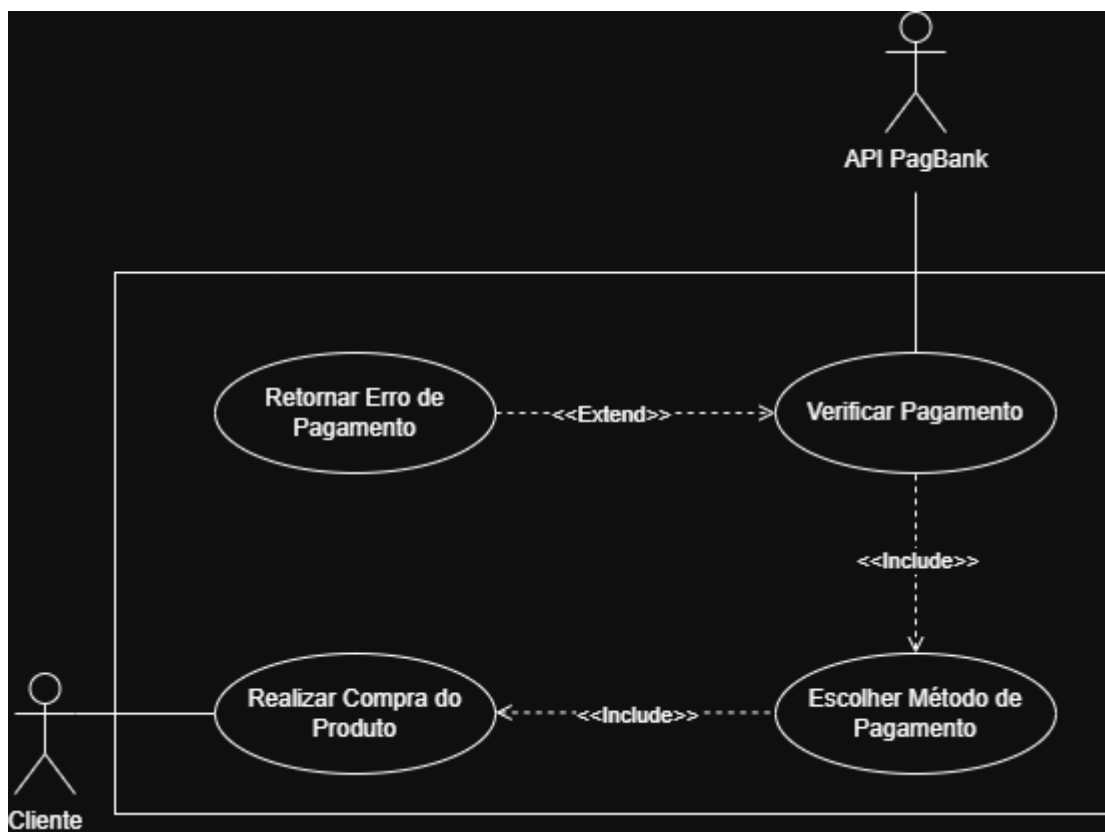 API PagBank
Retornar Erro de
Pagamento
<<Extend>>
Verificar Pagamento
<<Include>>
Realizar Compra do
Produto
<<Include>>
Escolher Método de
Pagamento
Cliente